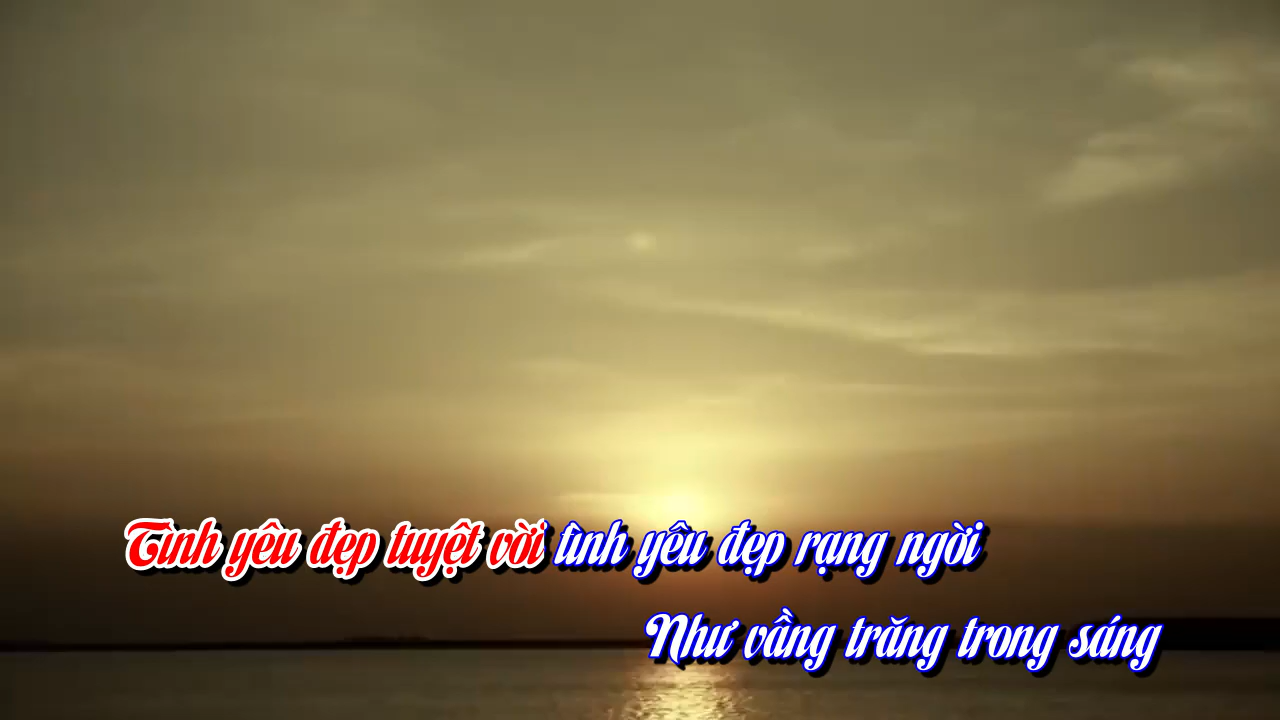 Tình yêu đẹp tuyệt vời tình yêu đẹp rạng ngời
Như vầng trăng trong sáng